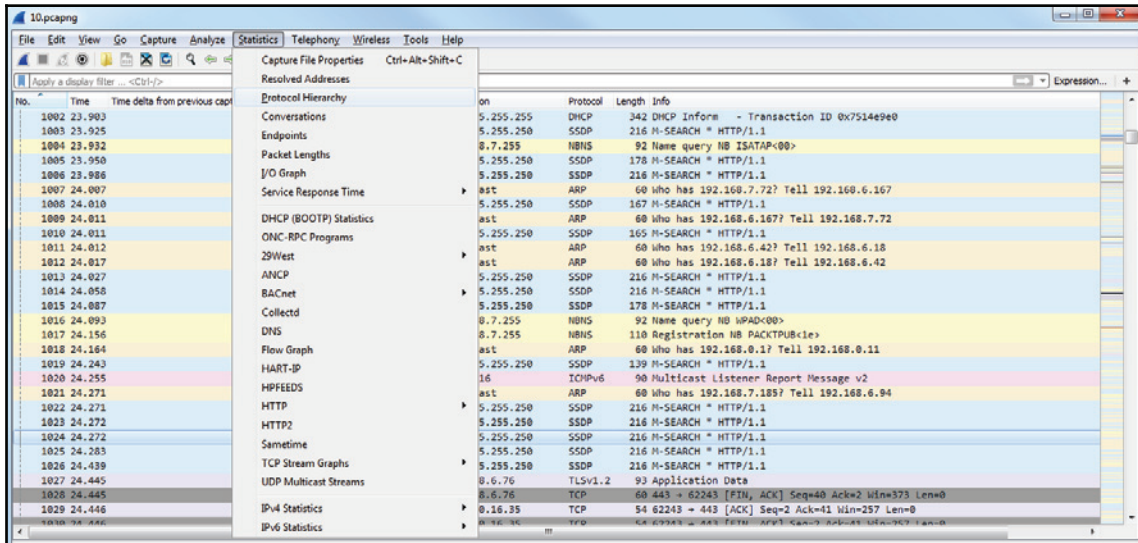 10.pcapng
File Edit View Go Capture Analyze Statistics Telephony Wireless Tools Help
Apply a display filter ... <Ctrl-/> Expression... +
No. Time Time delta from previous capt on Protocol Length Info
Capture File Properties Ctrl+Alt+Shift+C
Resolved Addresses
Protocol Hierarchy
Conversations
Endpoints
Packet Lengths
I/O Graph
Service Response Time
DHCP (BOOTP) Statistics
ONC-RPC Programs
29West
ANCP
BACnet
Collectd
DNS
Flow Graph
HART-IP
HPFEEDS
HTTP
HTTP2
Sametime
TCP Stream Graphs
UDP Multicast Streams
IPv4 Statistics
IPv6 Statistics
1002 23.903 5.255.255 DHCP 342 DHCP Inform - Transaction ID 0x7514e9e0
1003 23.925 5.255.250 SSDP 216 M-SEARCH * HTTP/1.1
1004 23.932 8.7.255 NBNS 92 Name query NB ISATAP<00>
1005 23.950 5.255.250 SSDP 178 M-SEARCH * HTTP/1.1
1006 23.986 5.255.250 SSDP 216 M-SEARCH * HTTP/1.1
1007 24.007 ast ARP 60 Who has 192.168.7.72? Tell 192.168.6.167
1008 24.010 5.255.250 SSDP 167 M-SEARCH * HTTP/1.1
1009 24.011 ast ARP 60 Who has 192.168.6.167? Tell 192.168.7.72
1010 24.011 5.255.250 SSDP 165 M-SEARCH * HTTP/1.1
1011 24.012 ast ARP 60 Who has 192.168.6.42? Tell 192.168.6.18
1012 24.017 ast ARP 60 Who has 192.168.6.18? Tell 192.168.6.42
1013 24.027 5.255.250 SSDP 216 M-SEARCH * HTTP/1.1
1014 24.058 5.255.250 SSDP 216 M-SEARCH * HTTP/1.1
1015 24.087 5.255.250 SSDP 178 M-SEARCH * HTTP/1.1
1016 24.093 8.7.255 NBNS 92 Name query NB WPAD<00>
1017 24.156 8.7.255 NBNS 110 Registration NB PACKTPUB<1e>
1018 24.164 ast ARP 60 Who has 192.168.0.1? Tell 192.168.0.11
1019 24.243 5.255.250 SSDP 139 M-SEARCH * HTTP/1.1
1020 24.255 16 ICMPv6 90 Multicast Listener Report Message v2
1021 24.271 ast ARP 60 Who has 192.168.7.185? Tell 192.168.6.94
1022 24.271 5.255.250 SSDP 216 M-SEARCH * HTTP/1.1
1023 24.272 5.255.250 SSDP 216 M-SEARCH * HTTP/1.1
1024 24.272 5.255.250 SSDP 216 M-SEARCH * HTTP/1.1
1025 24.283 5.255.250 SSDP 216 M-SEARCH * HTTP/1.1
1026 24.439 5.255.250 SSDP 216 M-SEARCH * HTTP/1.1
1027 24.445 8.6.76 TLSv1.2 93 Application Data
1028 24.445 8.6.76 TCP 60 443 → 62243 [FIN, ACK] Seq=40 Ack=2 Win=373 Len=0
1029 24.446 0.16.35 TCP 54 62243 → 443 [ACK] Seq=2 Ack=41 Win=257 Len=0
1030 24.446 0.16.35 TCP 54 62243 → 443 [FIN, ACK] Seq=2 Ack=41 Win=257 Len=0